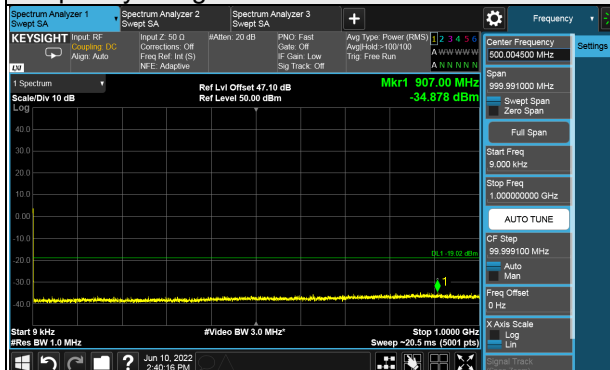 Spectrum Analyzer 1
Swept SA
Spectrum Analyzer 2
Swept SA
Spectrum Analyzer 3
Swept SA
+
Frequency
KEYSIGHT
Input: RF
Coupling: DC
Align: Auto
Input Z: 50 Ω
Corrections: Off
Freq Ref: Int (S)
NFE: Adaptive
#Atten: 20 dB
PNO: Fast
Gate: Off
IF Gain: Low
Sig Track: Off
Avg Type: Power (RMS)
Avg|Hold:>100/100
Trig: Free Run
1 2 3 4 5 6
A W W W W W
A N N N N N
LXI
1 Spectrum
Scale/Div 10 dB
Log
Ref Lvl Offset 47.10 dB
Ref Level 50.00 dBm
Mkr1 907.00 MHz
-34.878 dBm
40.0
30.0
20.0
10.0
0.00
-10.0
-20.0
-30.0
-40.0
DL1 -19.02 dBm
1
Start 9 kHz
#Res BW 1.0 MHz
#Video BW 3.0 MHz*
Stop 1.0000 GHz
Sweep ~20.5 ms (5001 pts)
Jun 10, 2022
2:40:16 PM
?
Center Frequency
500.004500 MHz
Settings
Span
999.991000 MHz
Swept Span
Zero Span
Full Span
Start Freq
9.000 kHz
Stop Freq
1.000000000 GHz
AUTO TUNE
CF Step
99.999100 MHz
Auto
Man
Freq Offset
0 Hz
X Axis Scale
Log
Lin
Signal Track